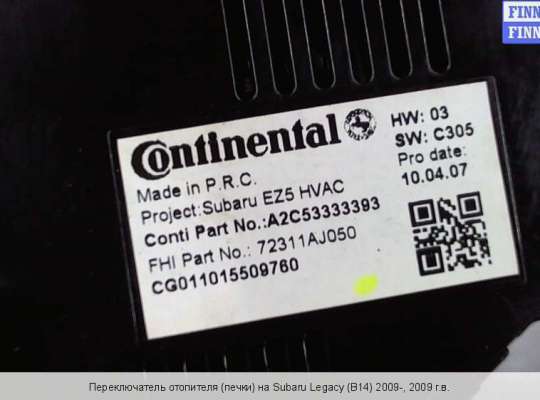 FINN
FINN
Continental
HW: 03
SW: C305
Pro date:
10.04.07
Made in P.R.C.
Project:Subaru EZ5 HVAC
Conti Part No.:A2C53333393
FHI Part No.: 72311AJ050
CG011015509760
Переключатель отопителя (печки) на Subaru Legacy (B14) 2009-, 2009 г.в.